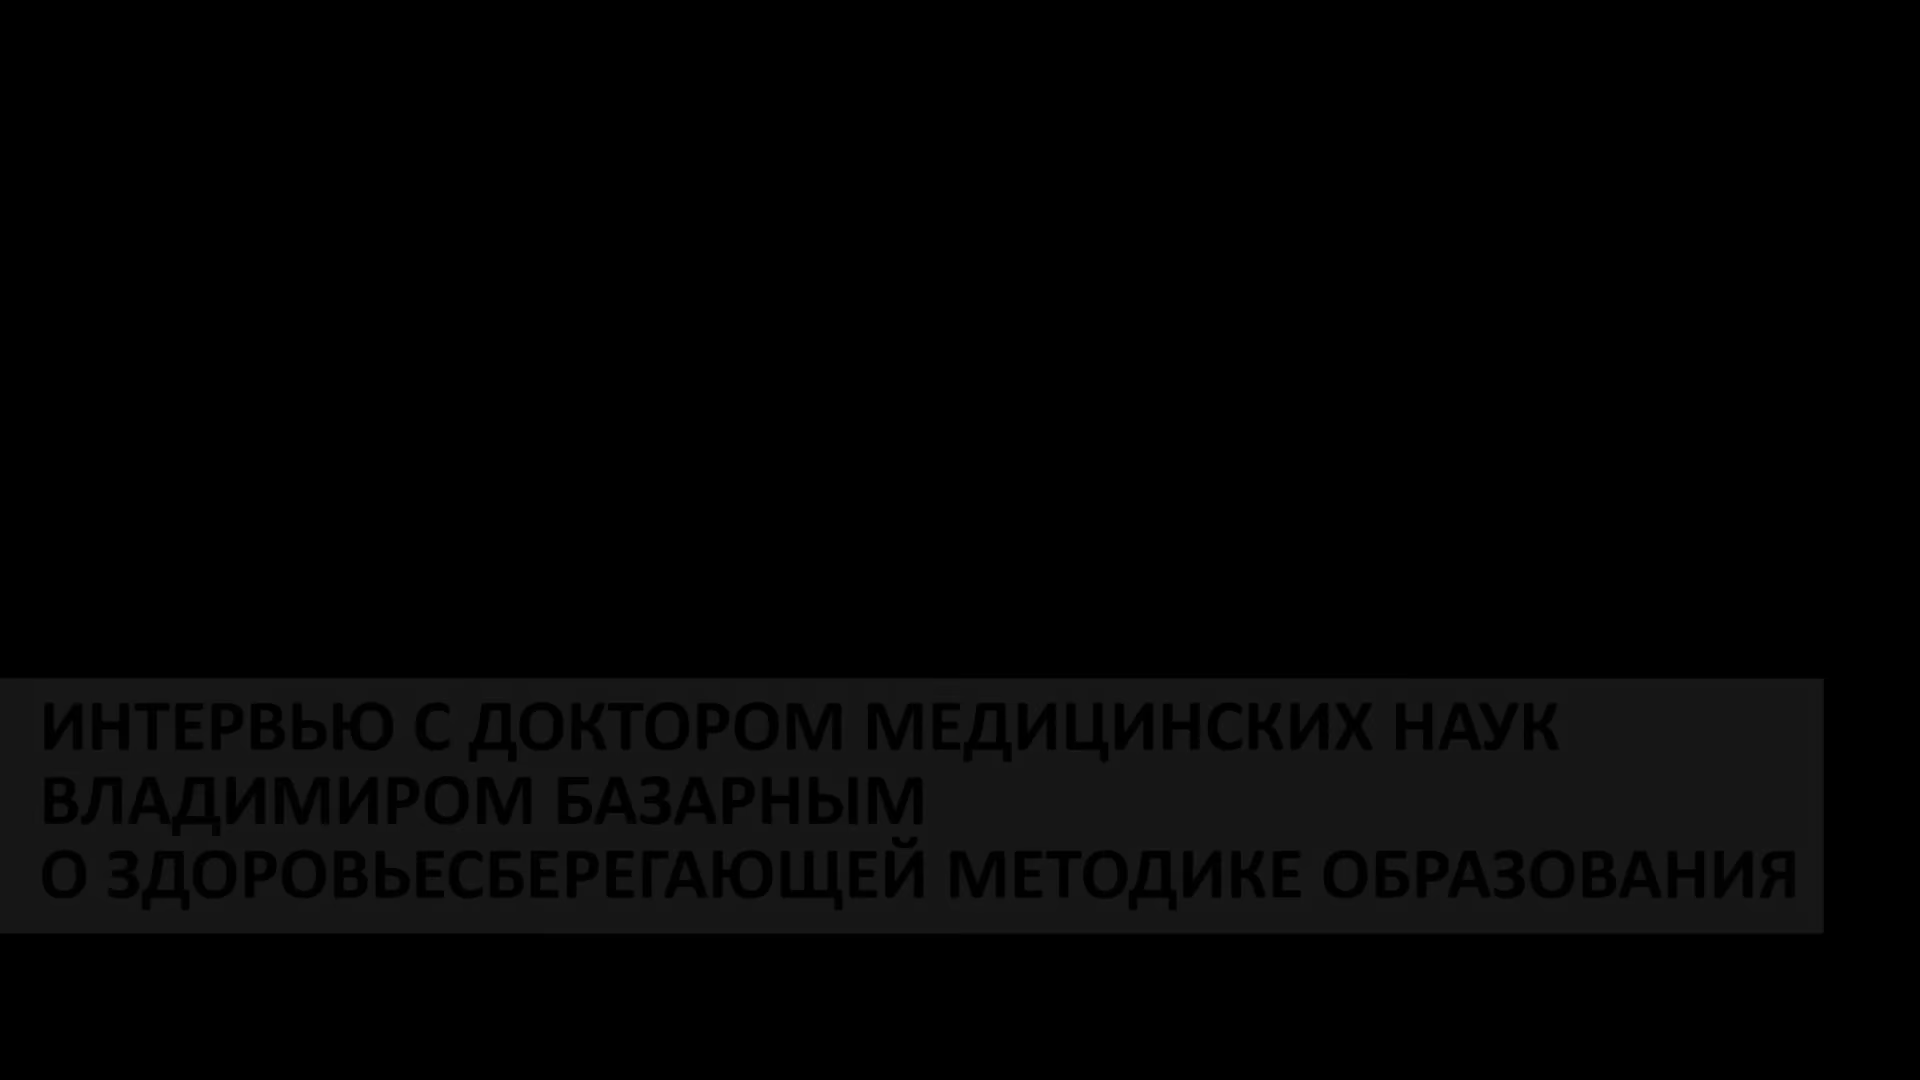 ИНТЕРВЬЮ С ДОКТОРОМ МЕДИЦИНСКИХ НАУК
ВЛАДИМИРОМ БАЗАРНЫМ
О ЗДОРОВЬЕСБЕРЕГАЮЩЕЙ МЕТОДИКЕ ОБРАЗОВАНИЯ